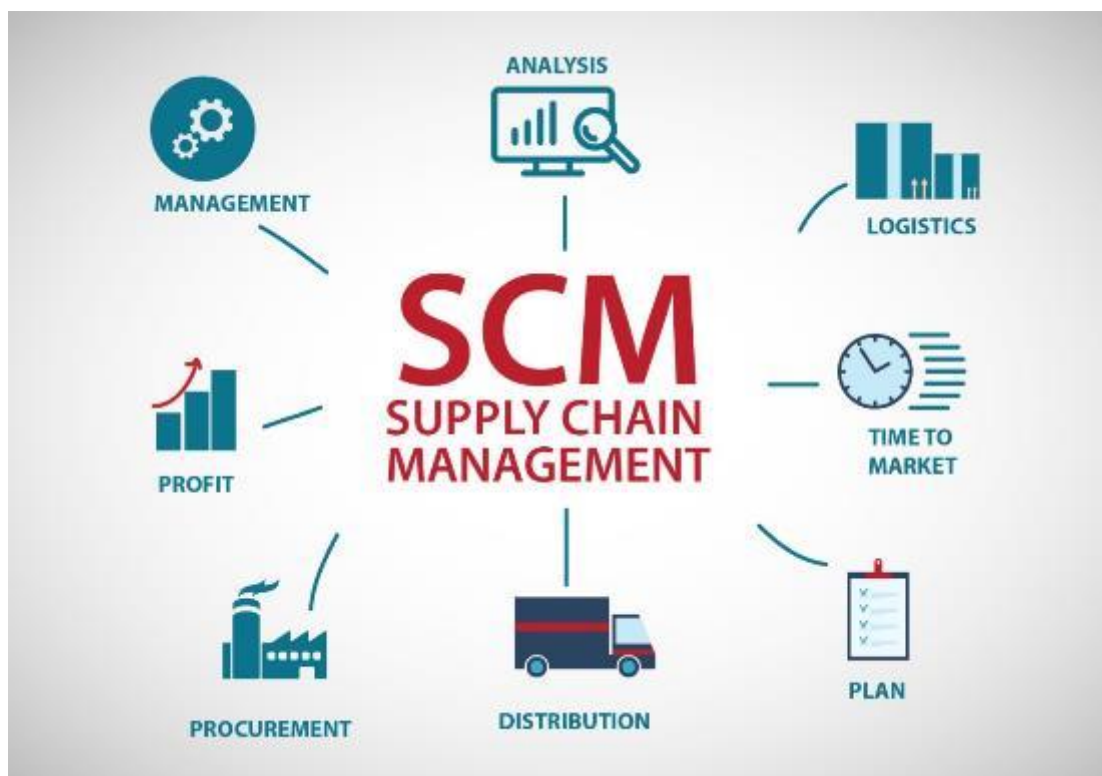 ANALYSIS
MANAGEMENT
LOGISTICS
SCM
SUPPLY CHAIN
MANAGEMENT
TIME TO
MARKET
PROFIT
PLAN
PROCUREMENT
DISTRIBUTION